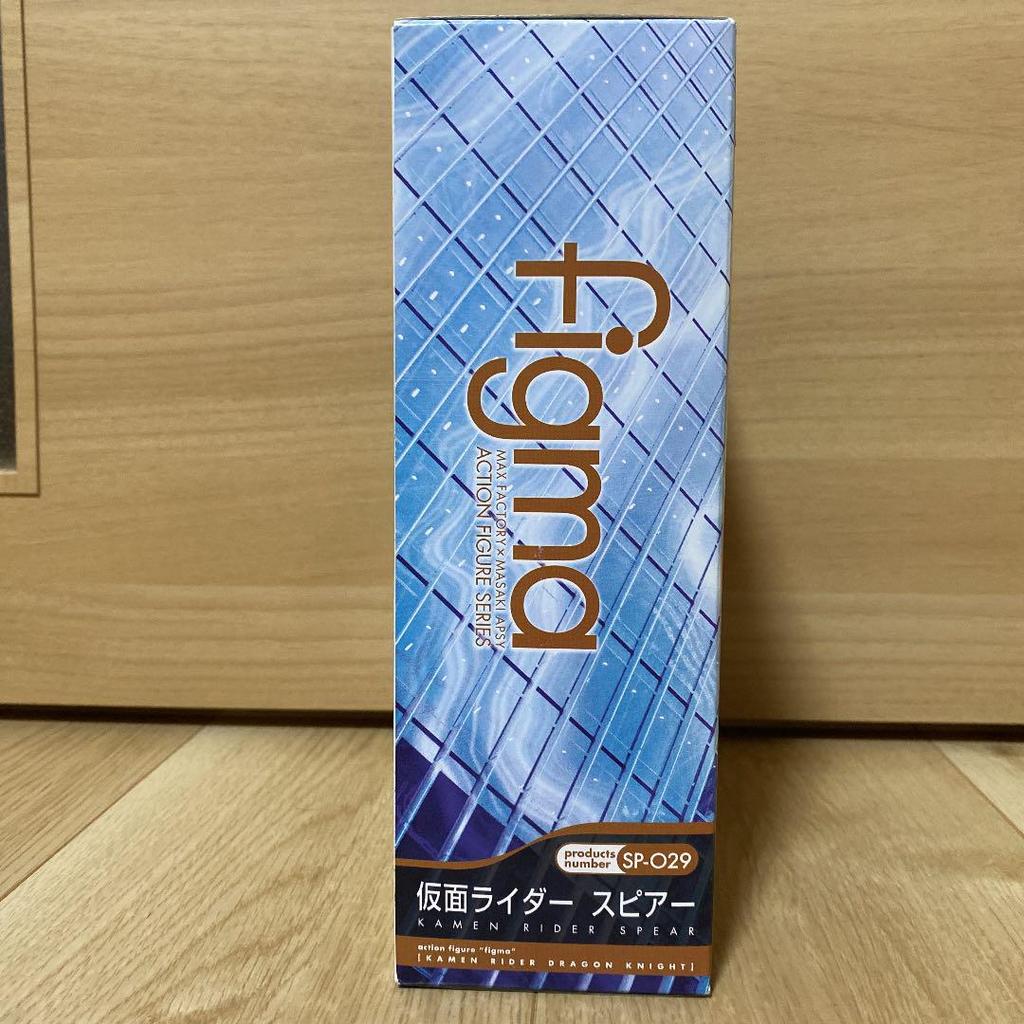 figma
MAX FACTORY × MASAKI APSY
ACTION FIGURE SERIES
products number SP-029
仮面ライダー スピアー
KAMEN RIDER SPEAR
action figure "figma"
[KAMEN RIDER DRAGON KNIGHT]